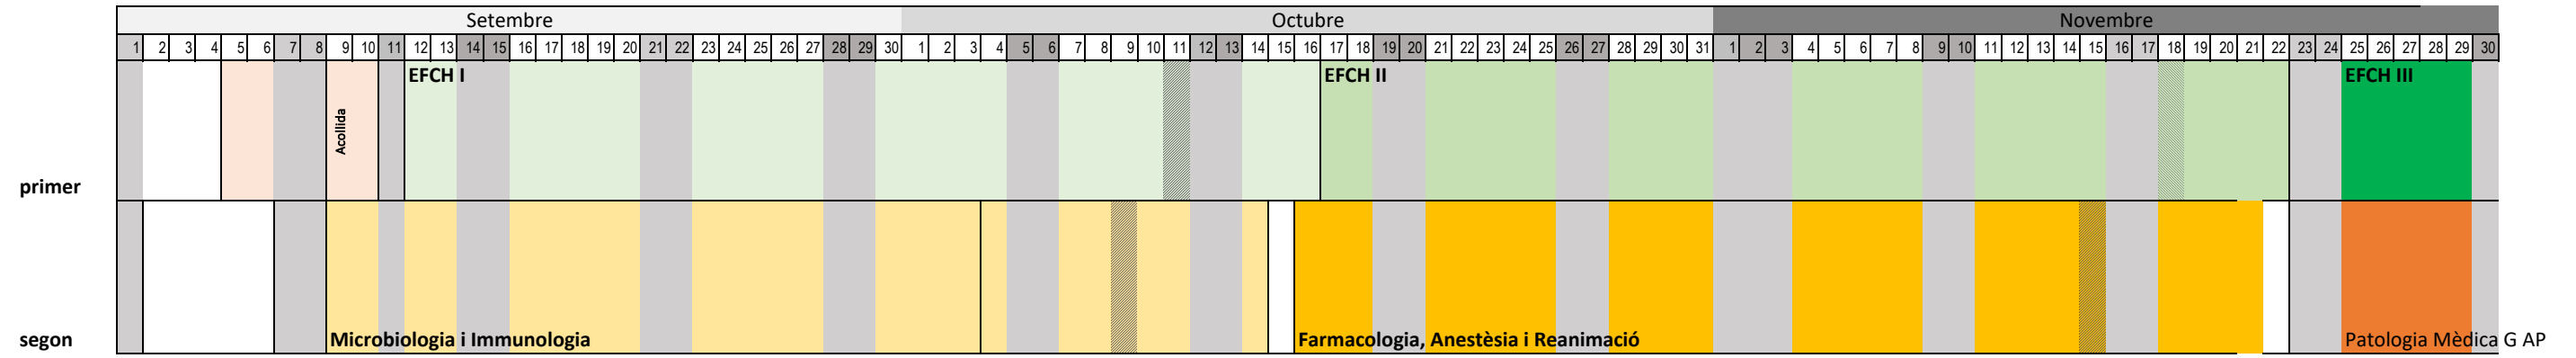 Setembre Octubre Novembre
1 2 3 4 5 6 7 8 9 10 11 12 13 14 15 16 17 18 19 20 21 22 23 24 25 26 27 28 29 30 1 2 3 4 5 6 7 8 9 10 11 12 13 14 15 16 17 18 19 20 21 22 23 24 25 26 27 28 29 30 31 1 2 3 4 5 6 7 8 9 10 11 12 13 14 15 16 17 18 19 20 21 22 23 24 25 26 27 28 29 30
EFCH I EFCH II EFCH III
Acollida
primer
segon Microbiologia i Immunologia Farmacologia, Anestèsia i Reanimació Patologia Mèdica G AP